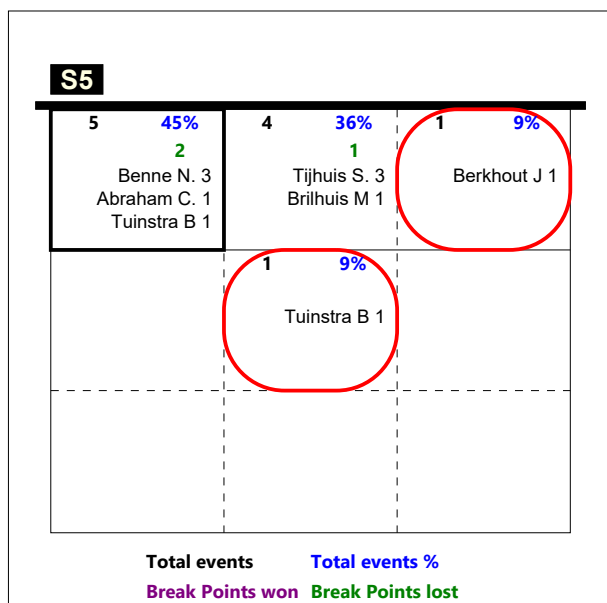 S5
5 45% 4 36% 1 9%
2 1
Benne N. 3 Tijhuis S. 3 Berkhout J 1
Abraham C. 1 Brilhuis M 1
Tuinstra B 1
1 9%
Tuinstra B 1
Total events Total events %
Break Points won Break Points lost